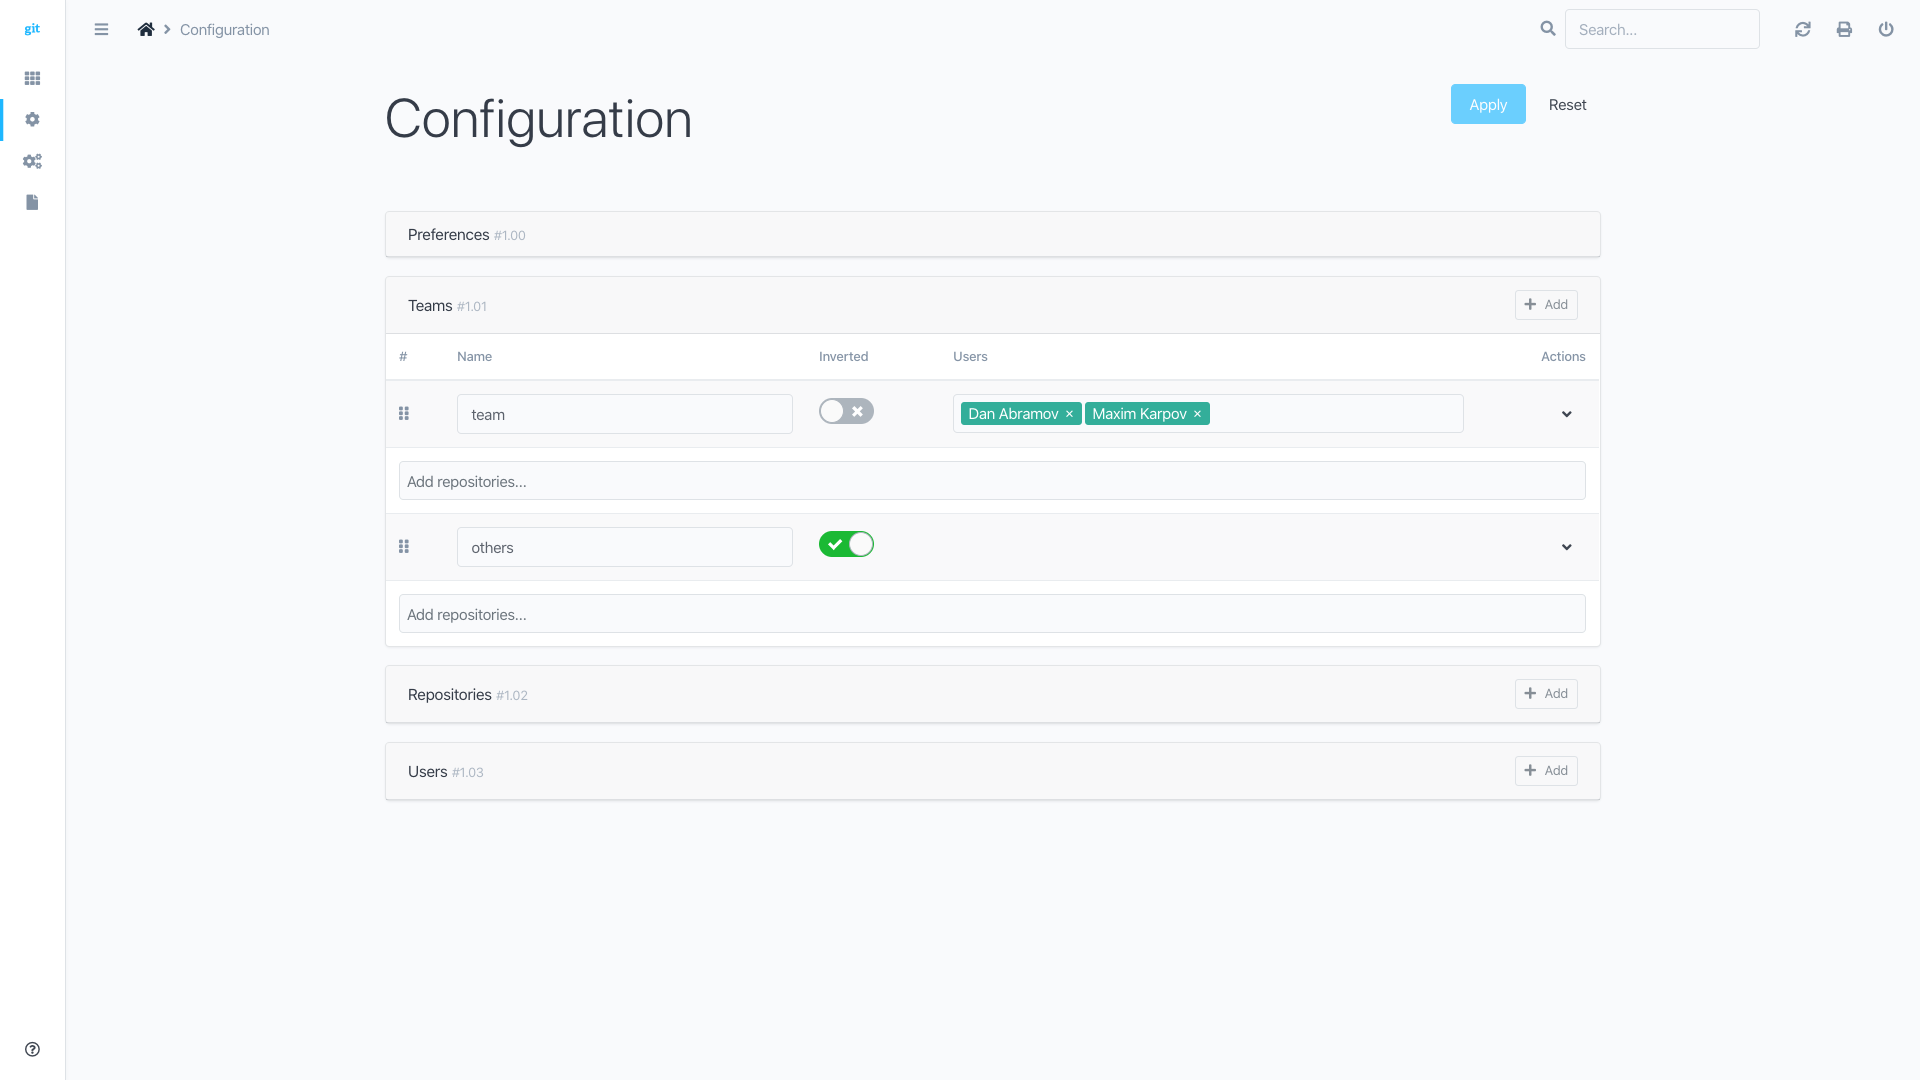 git
Configuration
Search...
Configuration
Apply
Reset
Preferences #1.00
Teams #1.01
Add
# Name Inverted Users Actions
team
Dan Abramov × Maxim Karpov ×
Add repositories...
others
Add repositories...
Repositories #1.02
Add
Users #1.03
Add